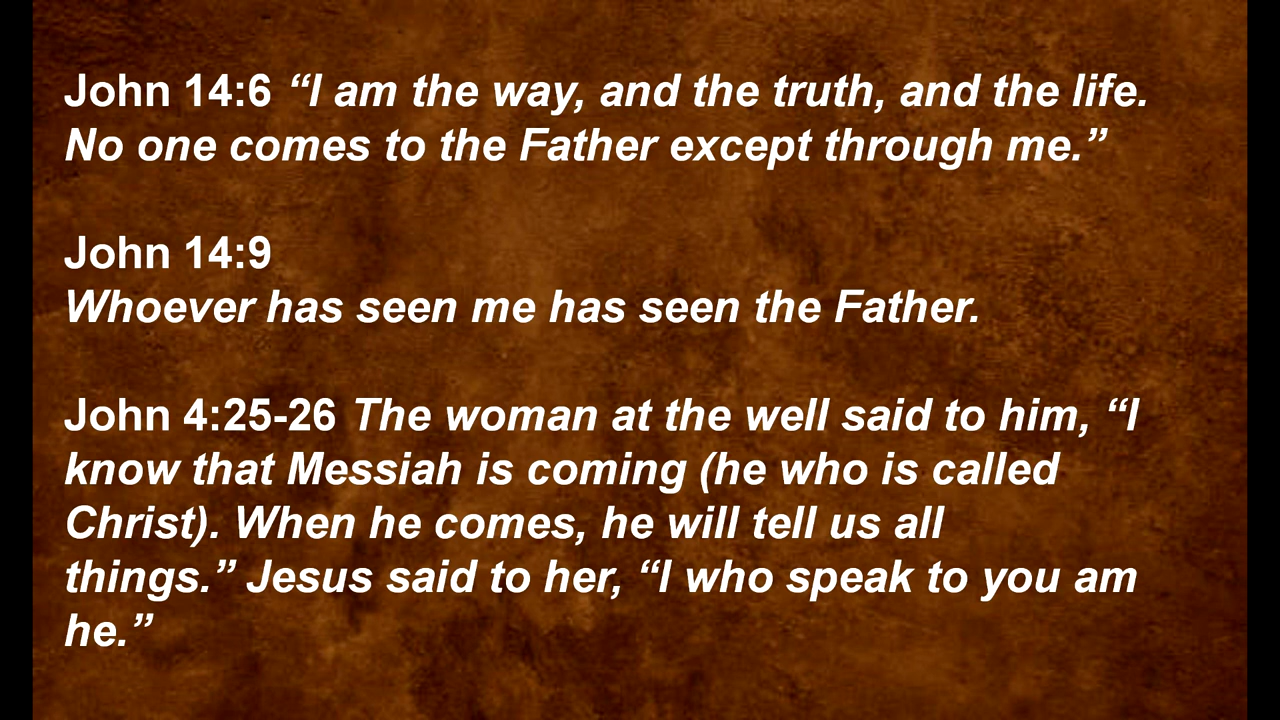 John 14:6 “I am the way, and the truth, and the life.
No one comes to the Father except through me.”
John 14:9
Whoever has seen me has seen the Father.
John 4:25-26 The woman at the well said to him, “I
know that Messiah is coming (he who is called
Christ). When he comes, he will tell us all
things.” Jesus said to her, “I who speak to you am
he.”